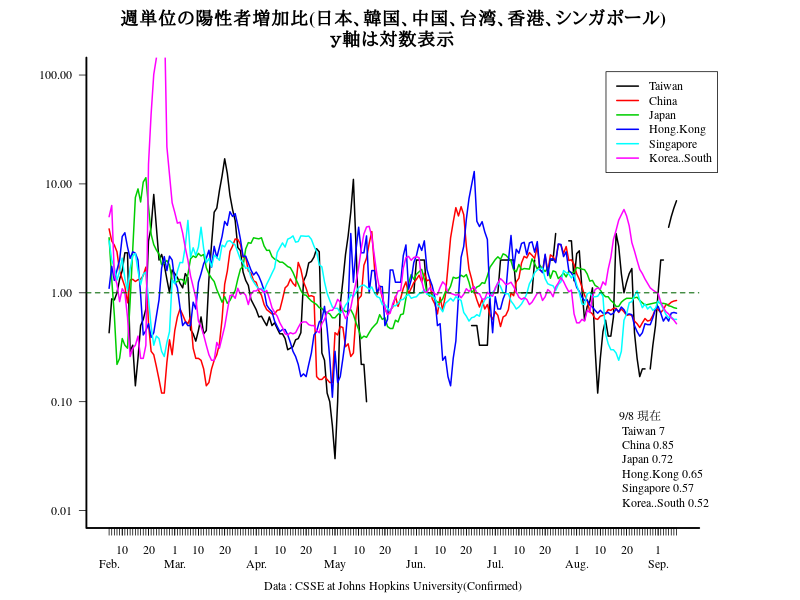 週単位の陽性者増加比(日本、韓国、中国、台湾、香港、シンガポール)
y軸は対数表示
100.00
10.00
1.00
0.10
0.01
Taiwan
China
Japan
Hong.Kong
Singapore
Korea..South
9/8 現在
Taiwan 7
China 0.85
Japan 0.72
Hong.Kong 0.65
Singapore 0.57
Korea..South 0.52
10 20 1 10 20 1 10 20 1 10 20 1 10 20 1 10 20 1 10 20 1
Feb. Mar. Apr. May Jun. Jul. Aug. Sep.
Data : CSSE at Johns Hopkins University(Confirmed)